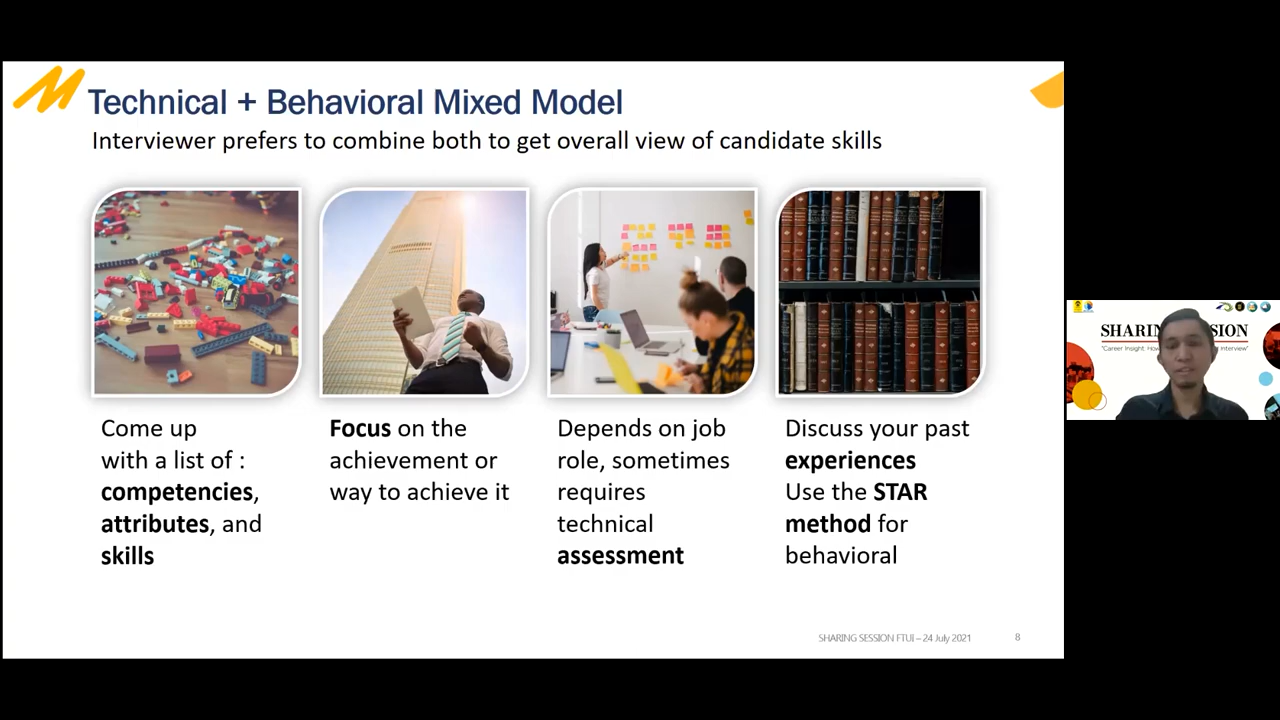 Technical + Behavioral Mixed Model
Interviewer prefers to combine both to get overall view of candidate skills
Come up
with a list of :
competencies,
attributes, and
skills
Focus on the
achievement or
way to achieve it
Depends on job
role, sometimes
requires
technical
assessment
Discuss your past
experiences
Use the STAR
method for
behavioral
SHARING SESSION FTUI – 24 July 2021
8
"Career Insight:
Interview"